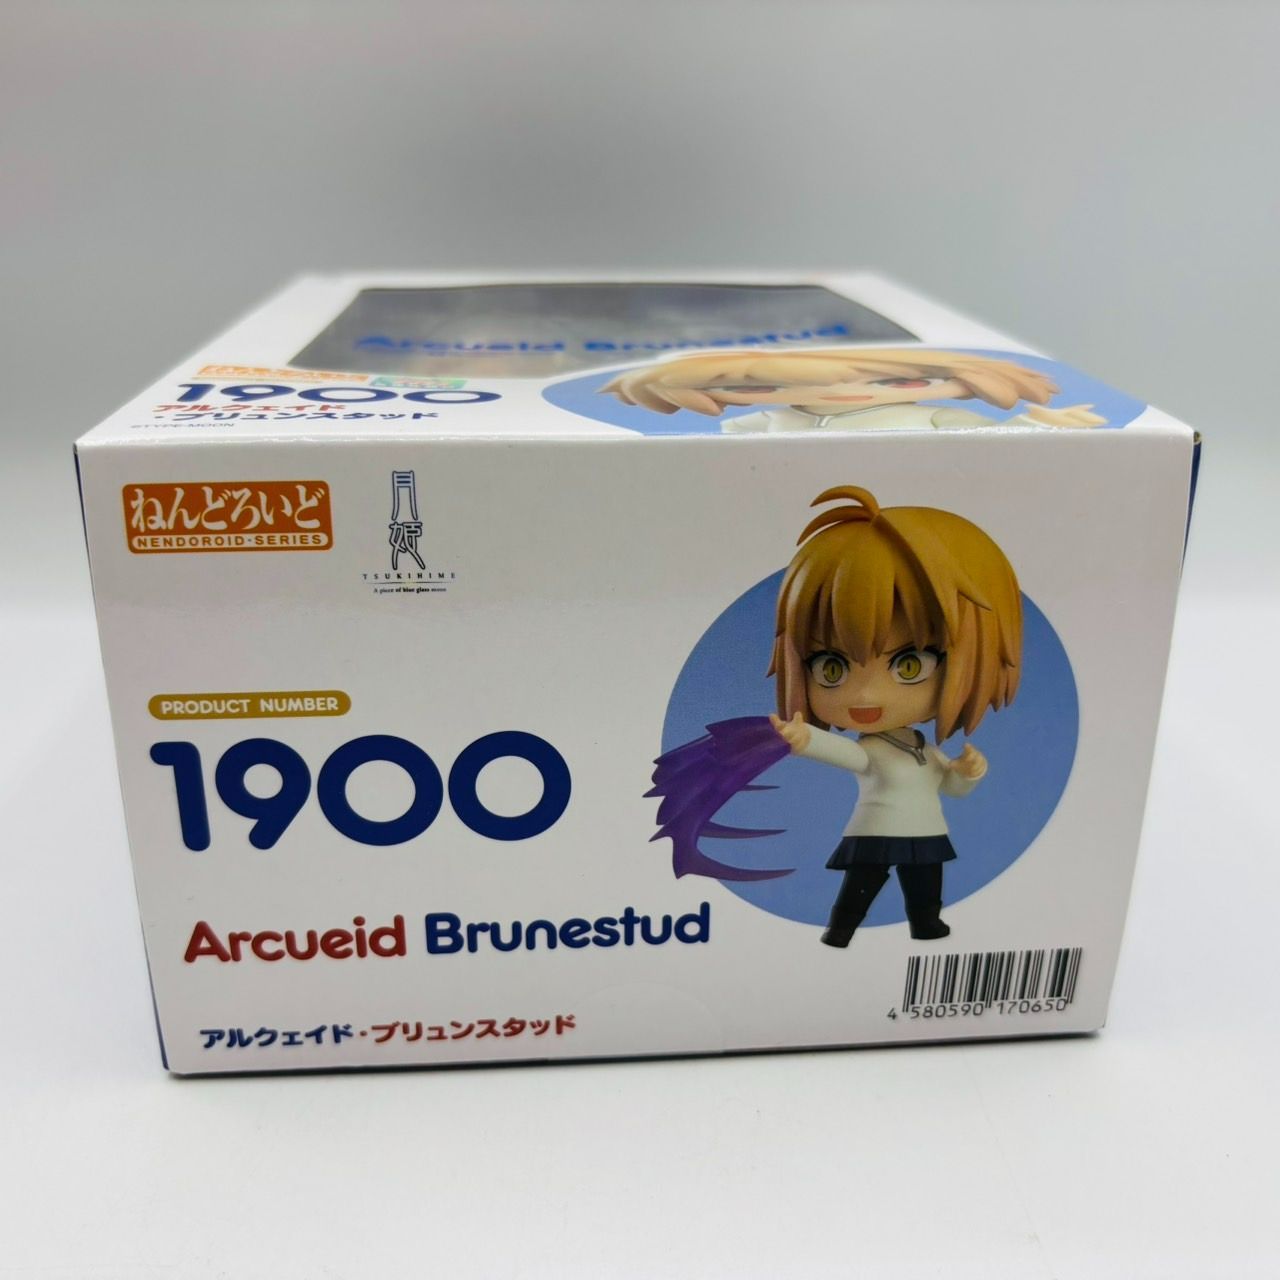 Arcueid Brunestud
1900
アルクェイド
・ブリュンスタッド
©TYPE-MOON
ねんどろいど
NENDOROID·SERIES
月姫
TSUKIHIME
A piece of blue glass moon
PRODUCT NUMBER
1900
Arcueid Brunestud
アルクェイド・ブリュンスタッド
4 580590 170650